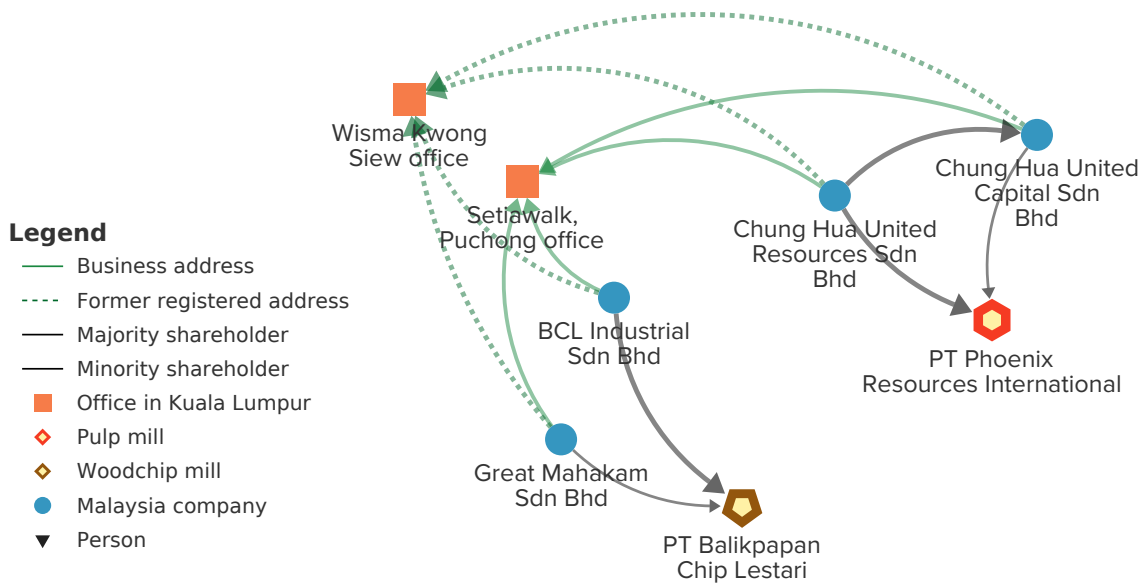 Wisma Kwong
Siew office
Setiawalk,
Puchong office
Chung Hua United
Capital Sdn
Bhd
Chung Hua United
Resources Sdn
Bhd
BCL Industrial
Sdn Bhd
PT Phoenix
Resources International
Great Mahakam
Sdn Bhd
PT Balikpapan
Chip Lestari
Legend
Business address
Former registered address
Majority shareholder
Minority shareholder
Office in Kuala Lumpur
Pulp mill
Woodchip mill
Malaysia company
Person